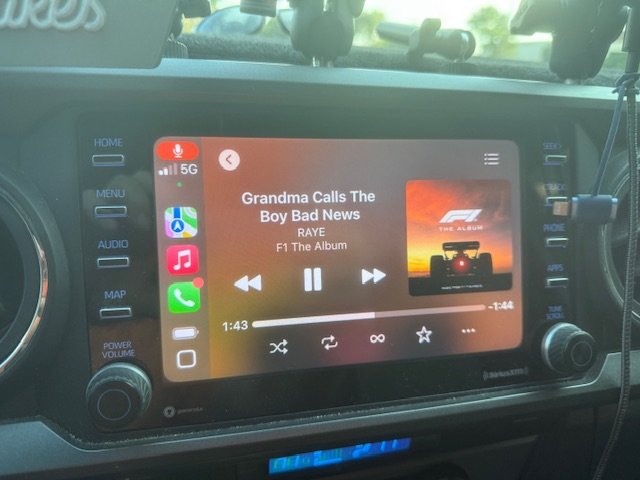 HOME
MENU
AUDIO
MAP
POWER
VOLUME
5G
Grandma Calls The
Boy Bad News
RAYE
F1 The Album
F1
THE ALBUM
1:43
-1:44
SEEK
TRACK
PHONE
APPS
TUNE
SCROLL
SiriusXM